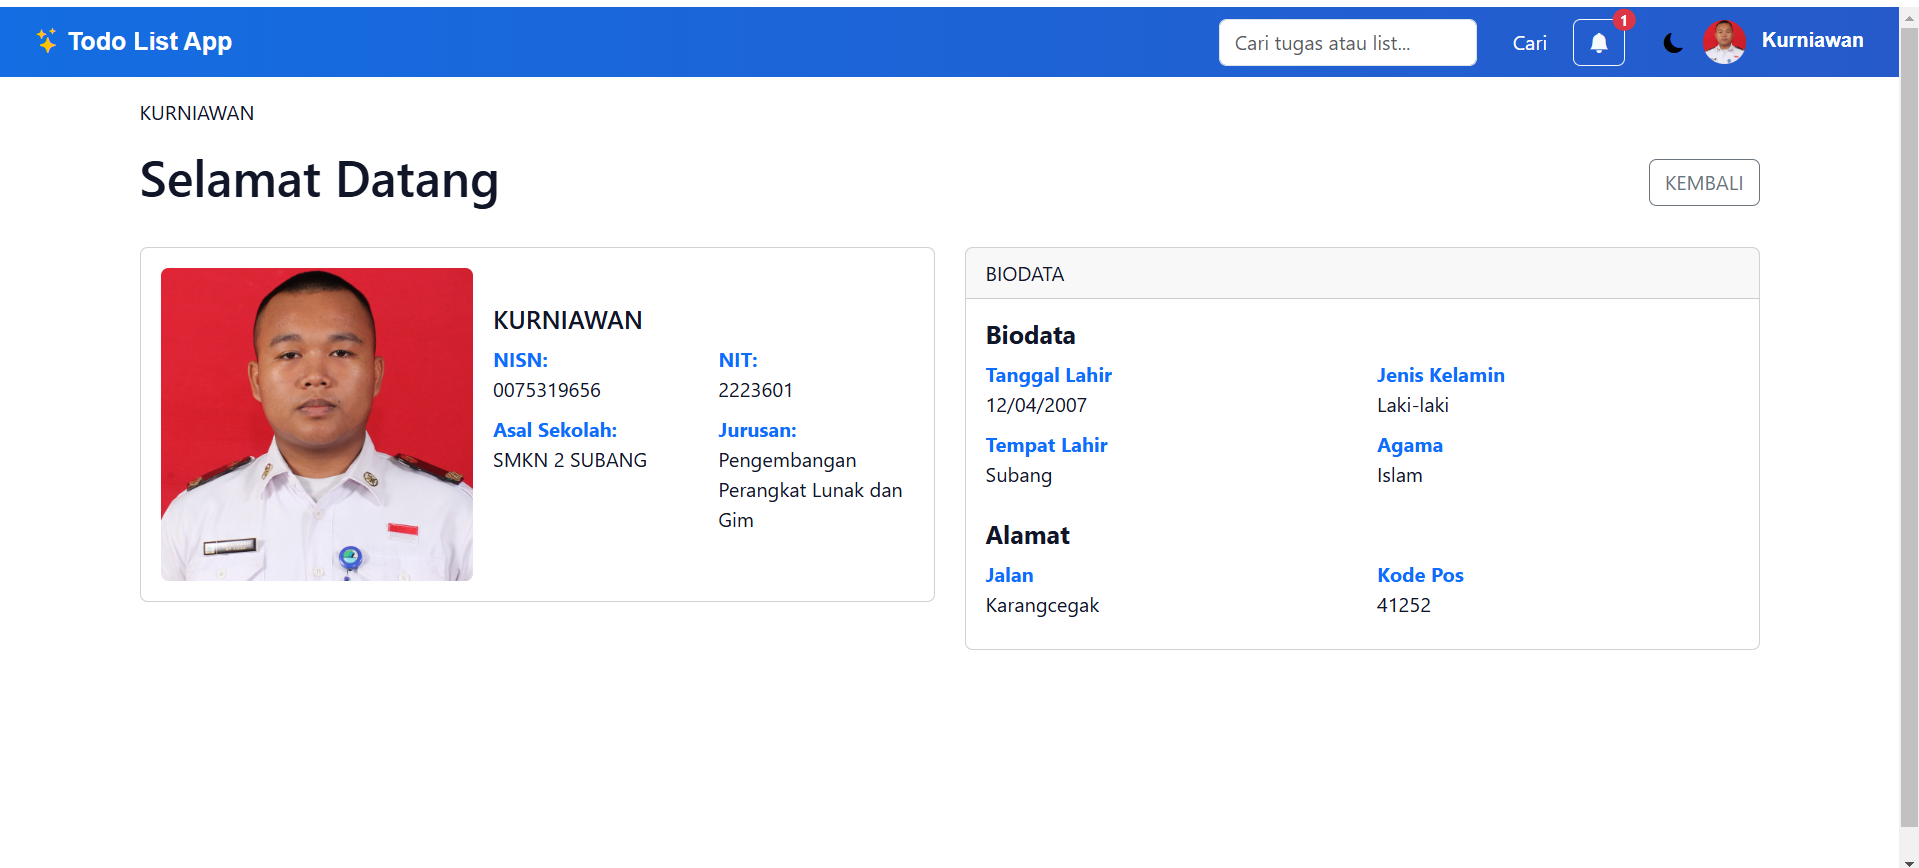 Todo List App
Cari tugas atau list...
Cari
1
Kurniawan
KURNIAWAN
Selamat Datang
KEMBALI
KURNIAWAN
NISN:
NIT:
0075319656
2223601
Asal Sekolah:
Jurusan:
SMKN 2 SUBANG
Pengembangan
Perangkat Lunak dan
Gim
BIODATA
Biodata
Tanggal Lahir
Jenis Kelamin
12/04/2007
Laki-laki
Tempat Lahir
Agama
Subang
Islam
Alamat
Jalan
Kode Pos
Karangcegak
41252